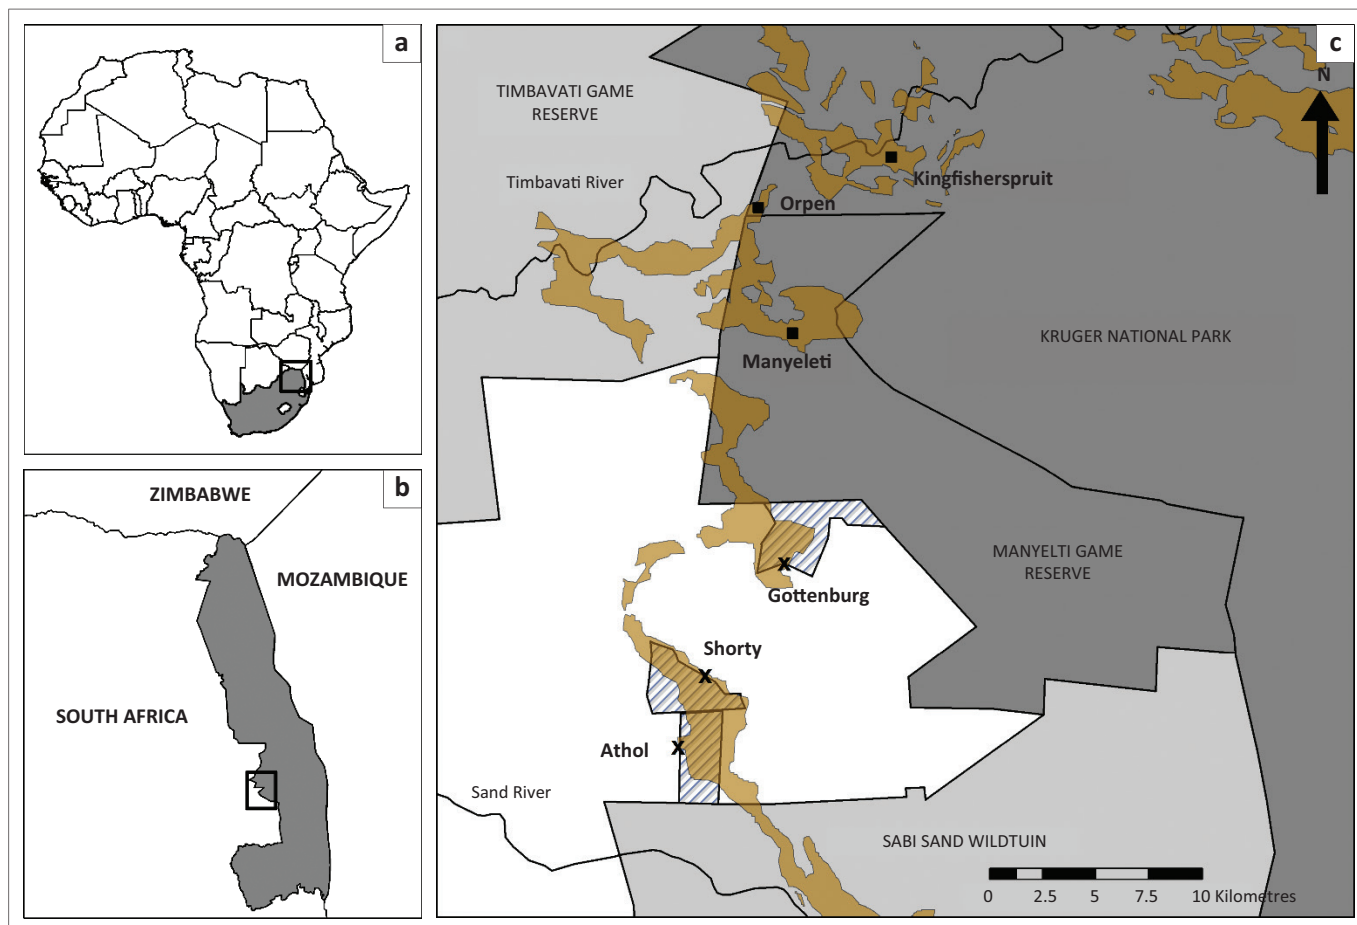 a
b
ZIMBABWE
MOZAMBIQUE
SOUTH AFRICA
c
N
TIMBAVATI GAME
RESERVE
Timbavati River
Kingfisherspruit
Orpen
KRUGER NATIONAL PARK
Manyeleti
MANYELTI GAME
RESERVE
x
Gottenburg
Shorty
x
Athol
x
Sand River
SABI SAND WILDTUIN
0 2.5 5 7.5 10 Kilometres